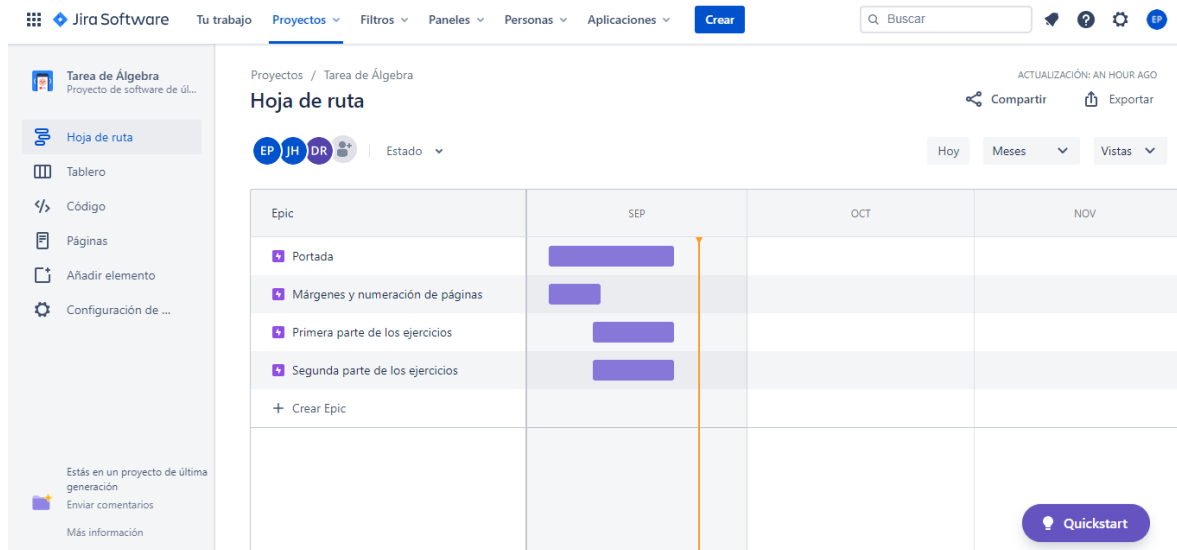 Jira Software Tu trabajo Proyectos Filtros Paneles Personas Aplicaciones Crear Buscar EP
Tarea de Álgebra
Proyecto de software de úl...
Hoja de ruta
Tablero
Código
Páginas
Añadir elemento
Configuración de ...
Estás en un proyecto de última
generación
Enviar comentarios
Más información
Proyectos / Tarea de Álgebra
ACTUALIZACIÓN: AN HOUR AGO
Hoja de ruta
Compartir Exportar
EP JH DR Estado
Hoy Meses Vistas
Epic SEP OCT NOV
Portada
Márgenes y numeración de páginas
Primera parte de los ejercicios
Segunda parte de los ejercicios
+ Crear Epic
Quickstart